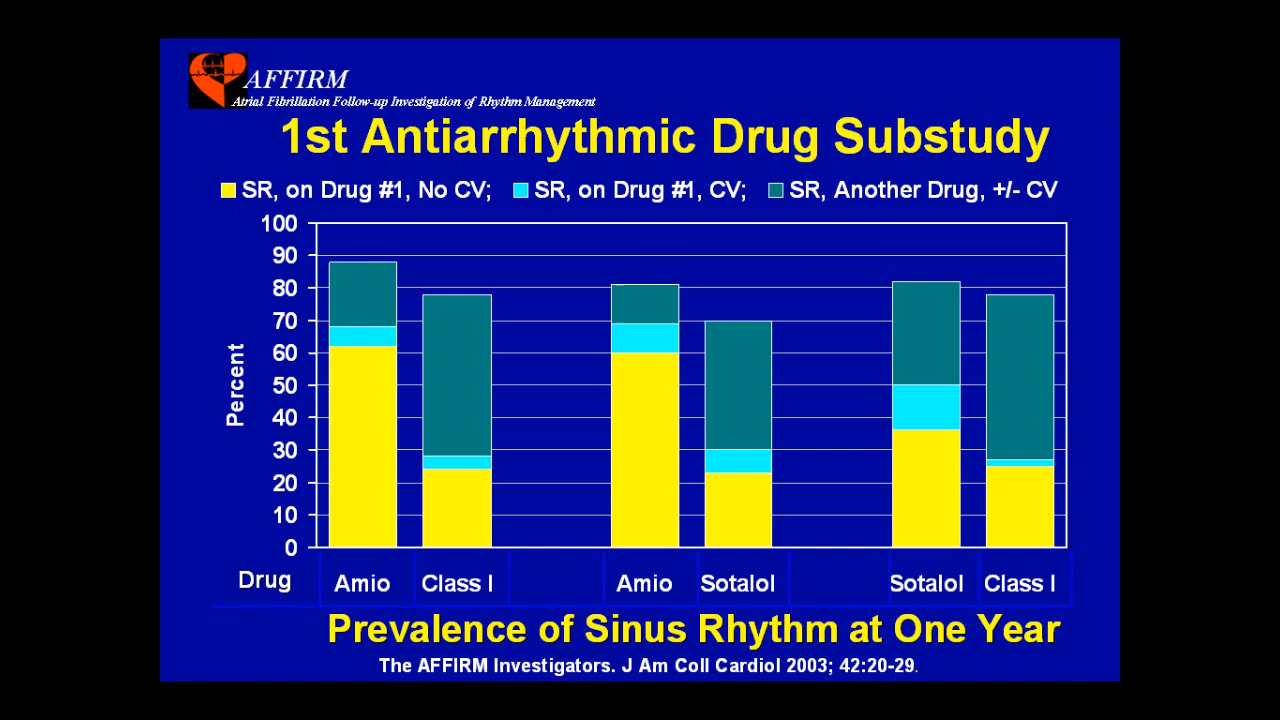 AFFIRM
Atrial Fibrillation Follow-up Investigation of Rhythm Management
1st Antiarrhythmic Drug Substudy
SR, on Drug #1, No CV; SR, on Drug #1, CV; SR, Another Drug, +/- CV
100
90
80
70
60
50
40
30
20
10
0
Percent
Drug Amio Class I Amio Sotalol Sotalol Class I
Prevalence of Sinus Rhythm at One Year
The AFFIRM Investigators. J Am Coll Cardiol 2003; 42:20-29.